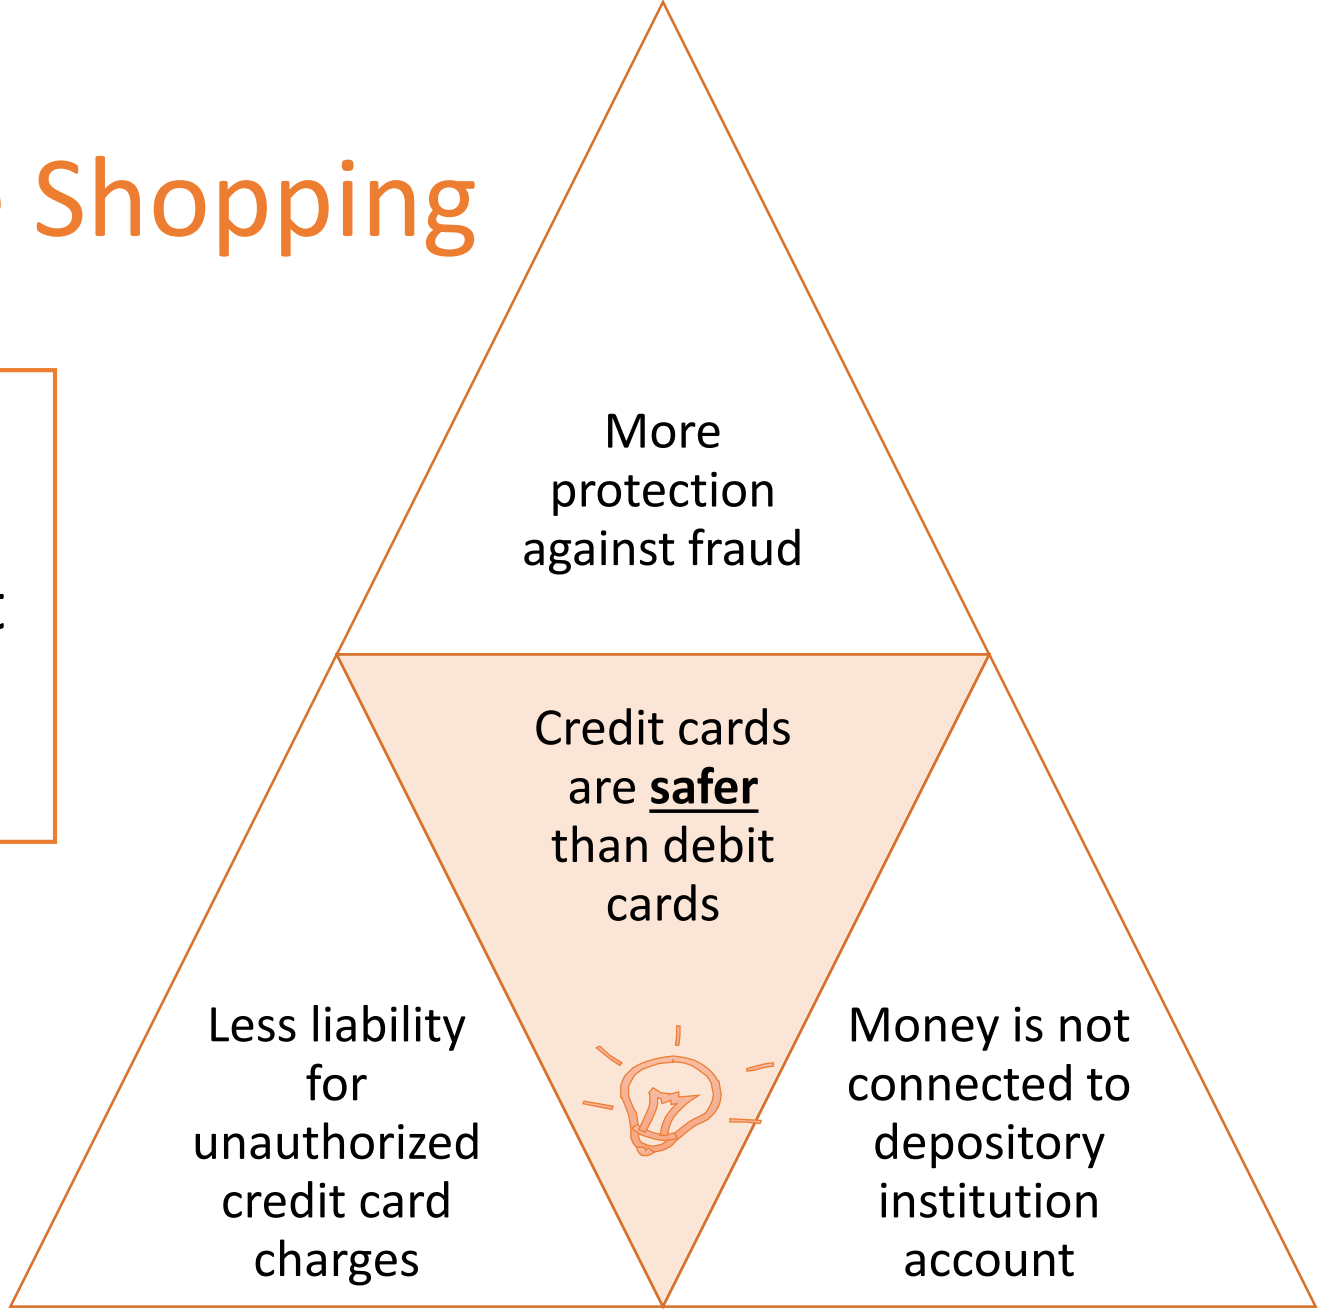 Shopping
More
protection
against fraud
Credit cards
are safer
than debit
cards
Less liability
for
unauthorized
credit card
charges
Money is not
connected to
depository
institution
account